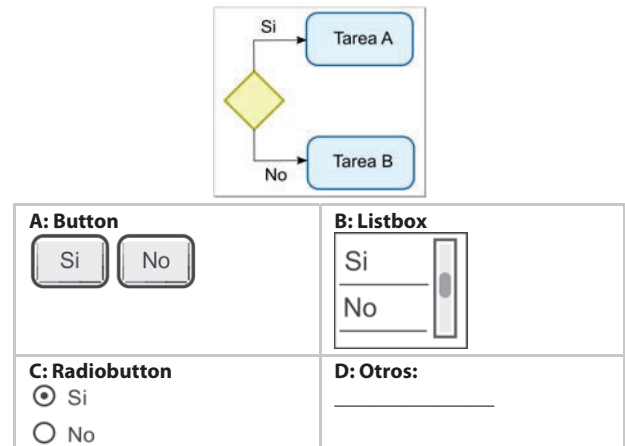 Si
Tarea A
Tarea B
No
A: Button
Si No
B: Listbox
Si
No
C: Radiobutton
Si
No
D: Otros: